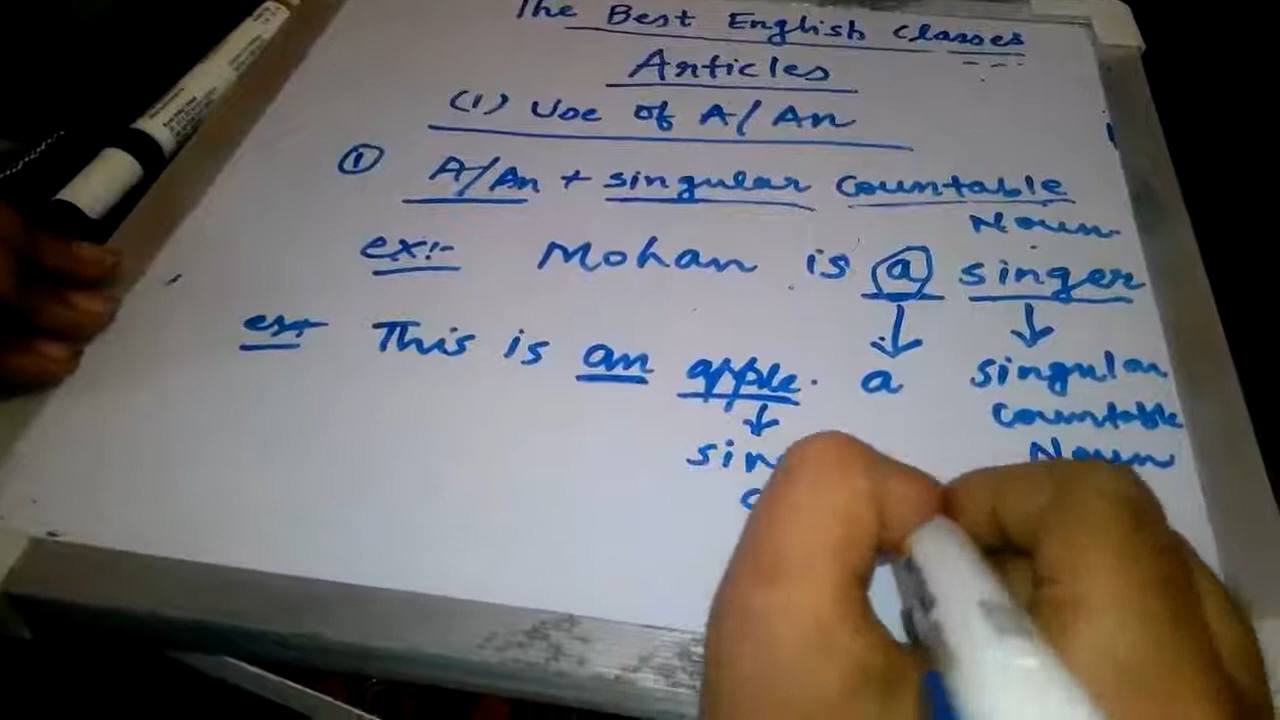 The Best English Classes
Articles
(1) Use of A/An
① A/An + singular Countable
Noun
ex:- Mohan is a singer
ex+ This is an apple. a singular
Countable
Noun
sin